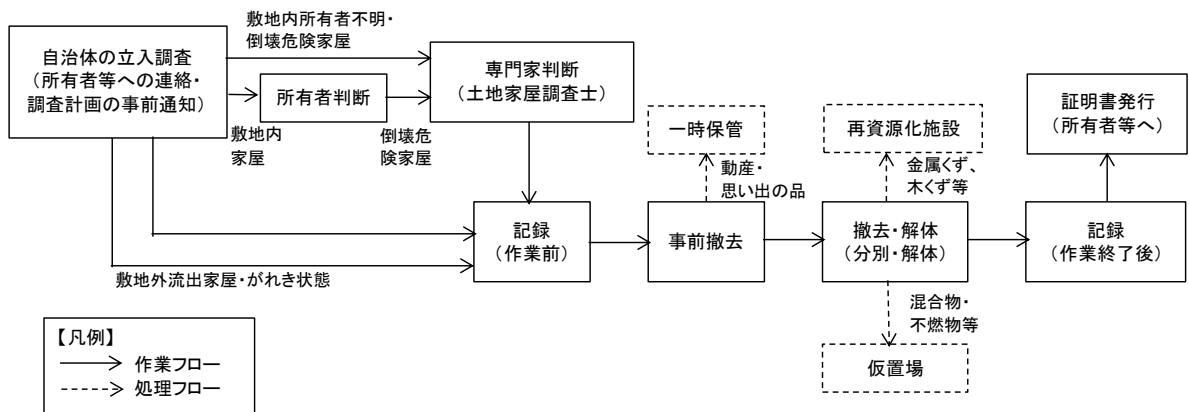 敷地内所有者不明・
倒壊危険家屋
自治体の立入調査
（所有者等への連絡・
調査計画の事前通知）
所有者判断
専門家判断
（土地家屋調査士）
敷地内
家屋
倒壊危
険家屋
一時保管
再資源化施設
証明書発行
（所有者等へ）
動産・
思い出の品
金属くず、
木くず等
記録
（作業前）
事前撤去
撤去・解体
（分別・解体）
記録
（作業終了後）
敷地外流出家屋・がれき状態
混合物・
不燃物等
仮置場
【凡例】
作業フロー
処理フロー